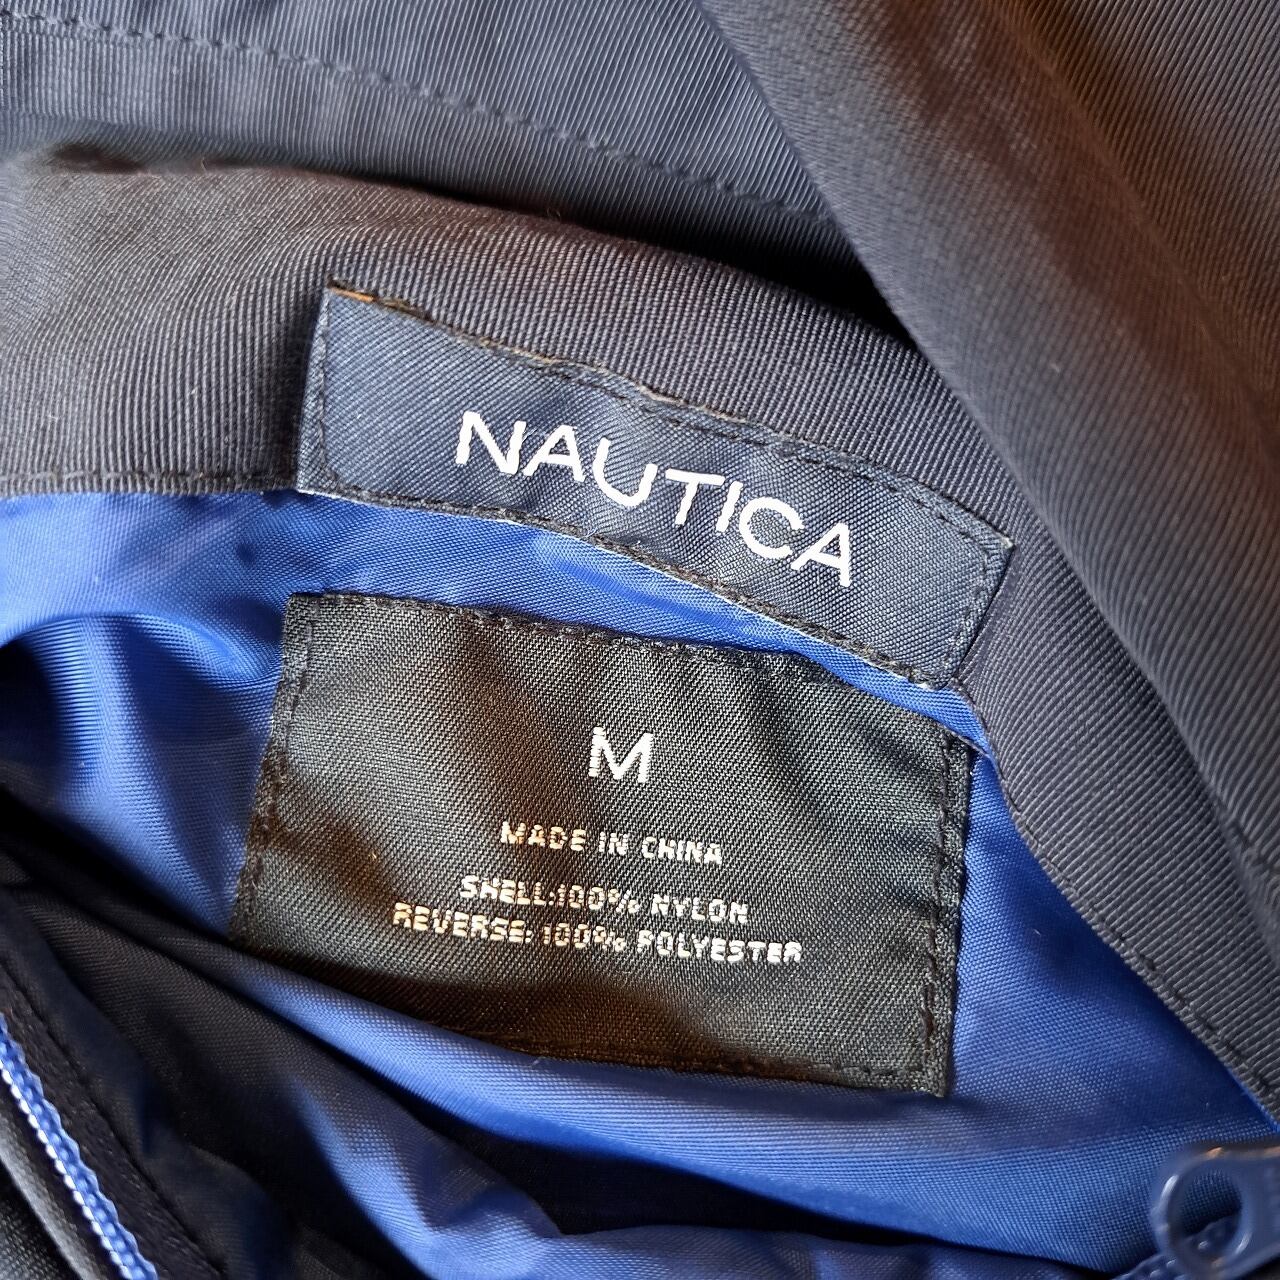 NAUTICA
M
MADE IN CHINA
SHELL:100% NYLON
REVERSE:100% POLYESTER